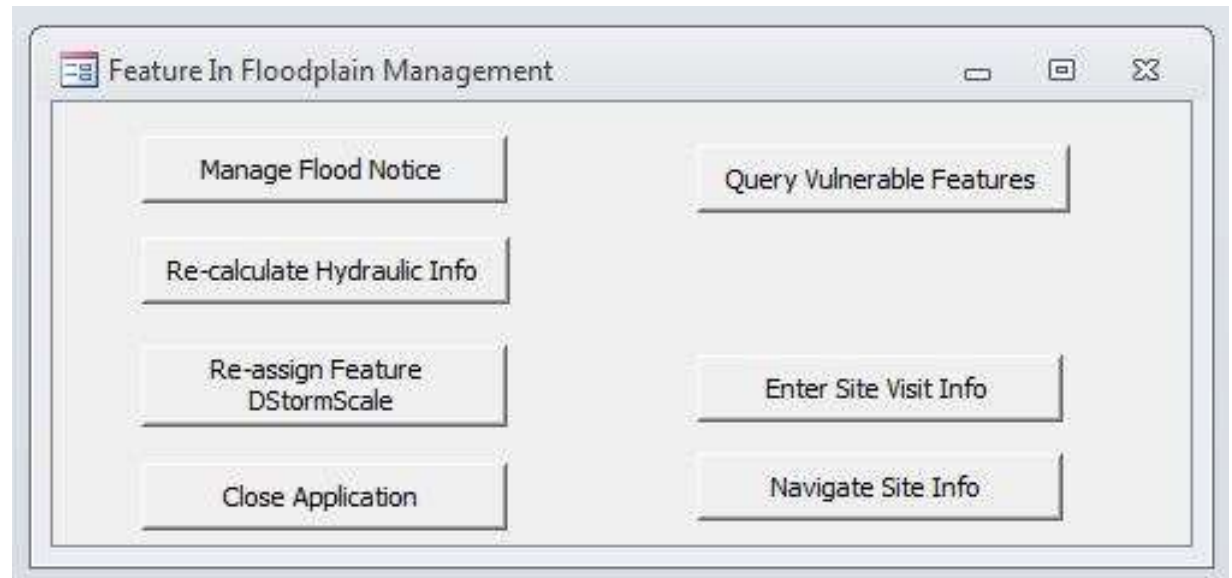 Feature In Floodplain Management
Manage Flood Notice
Query Vulnerable Features
Re-calculate Hydraulic Info
Re-assign Feature
DStormScale
Enter Site Visit Info
Close Application
Navigate Site Info